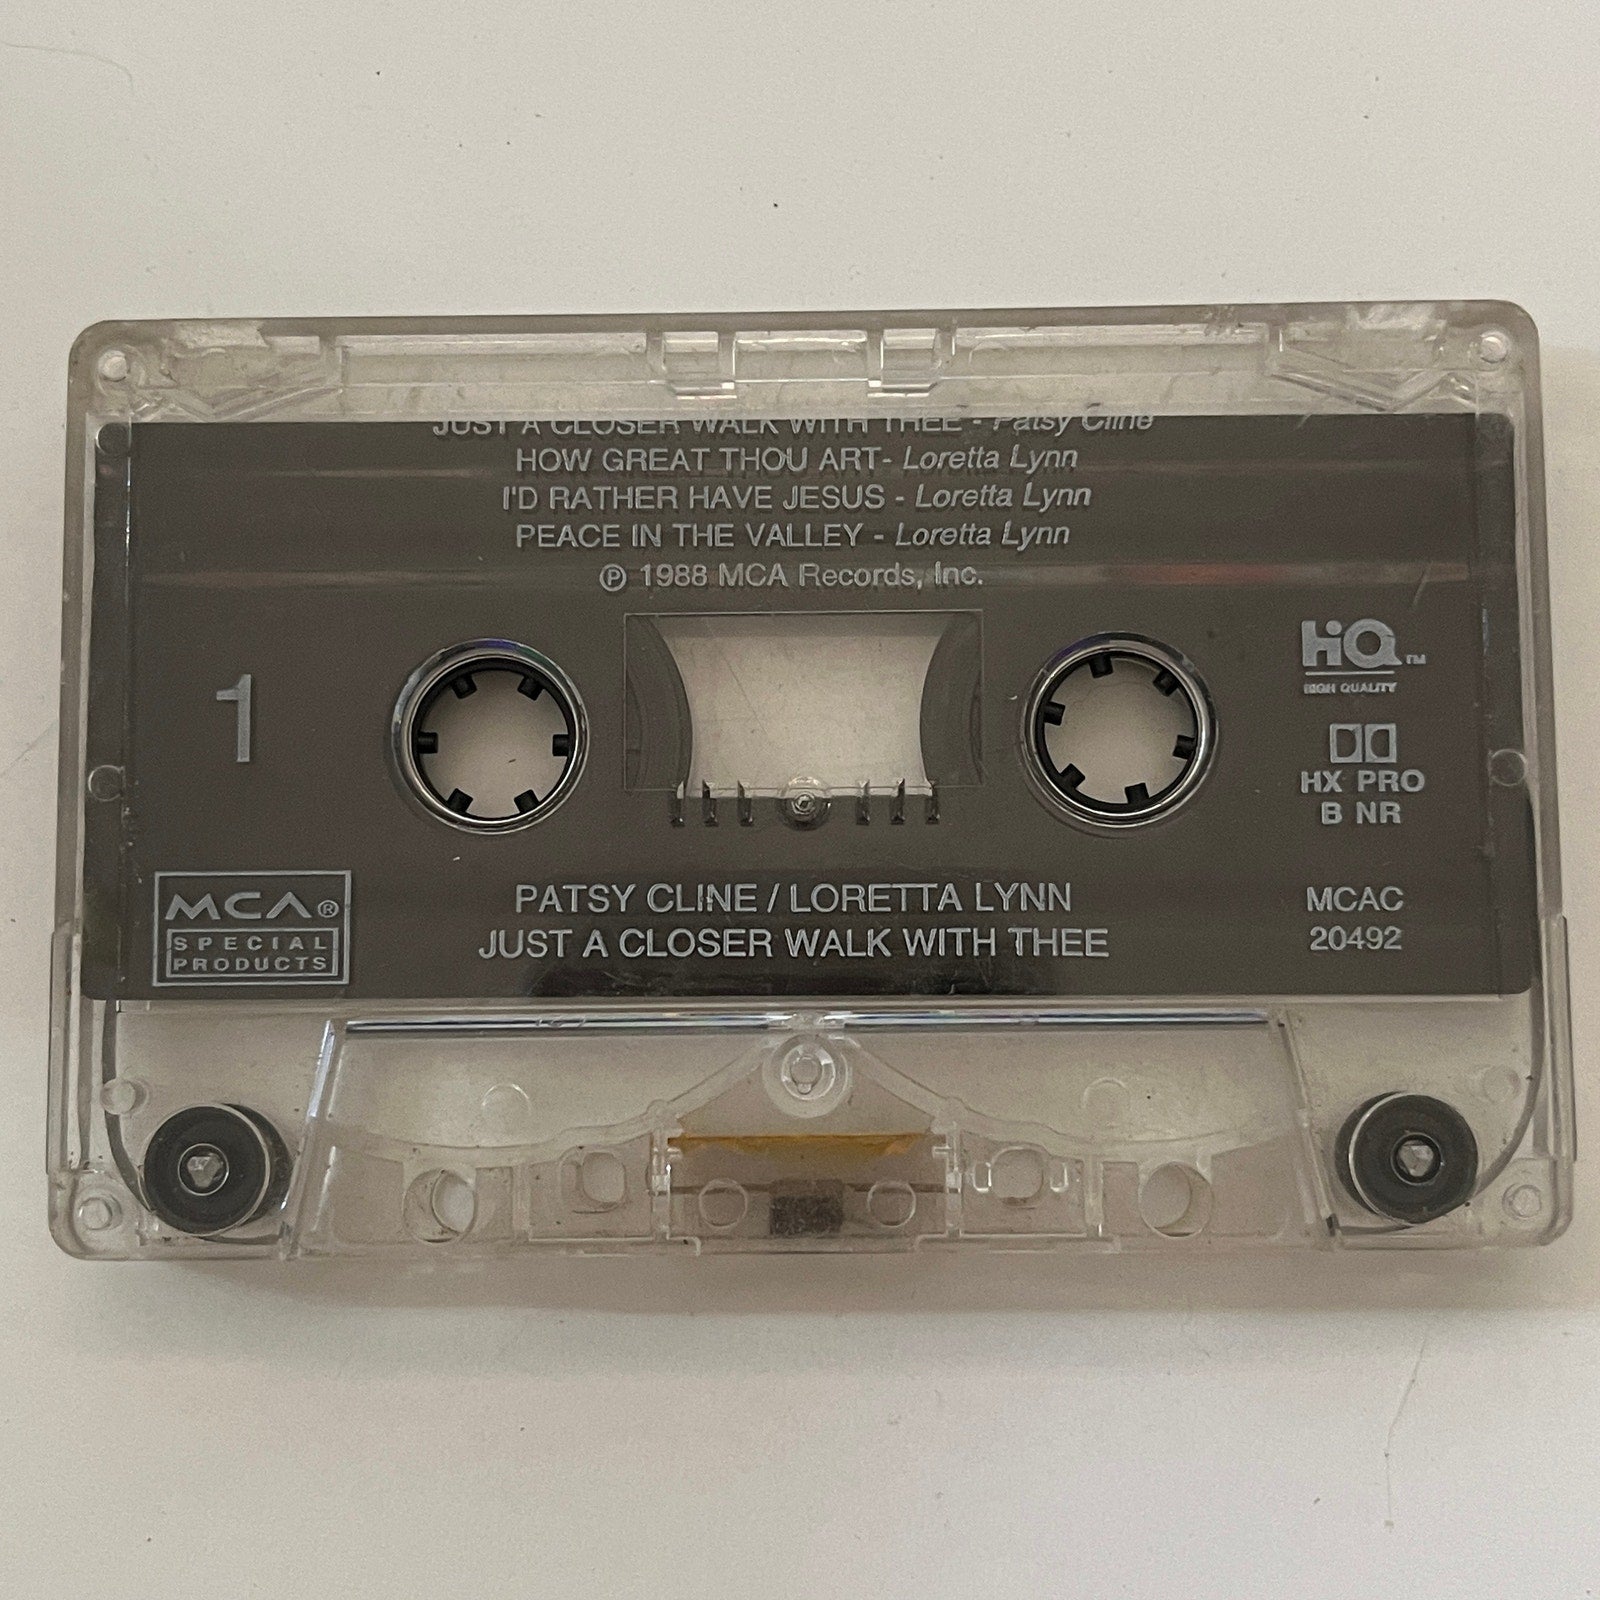 JUST A CLOSER WALK WITH THEE - Patsy Cline
HOW GREAT THOU ART- Loretta Lynn
I'D RATHER HAVE JESUS - Loretta Lynn
PEACE IN THE VALLEY - Loretta Lynn
℗ 1988 MCA Records, Inc.
1
HiQ™
HIGH QUALITY
HX PRO
B NR
MCA®
SPECIAL
PRODUCTS
PATSY CLINE / LORETTA LYNN
JUST A CLOSER WALK WITH THEE
MCAC
20492